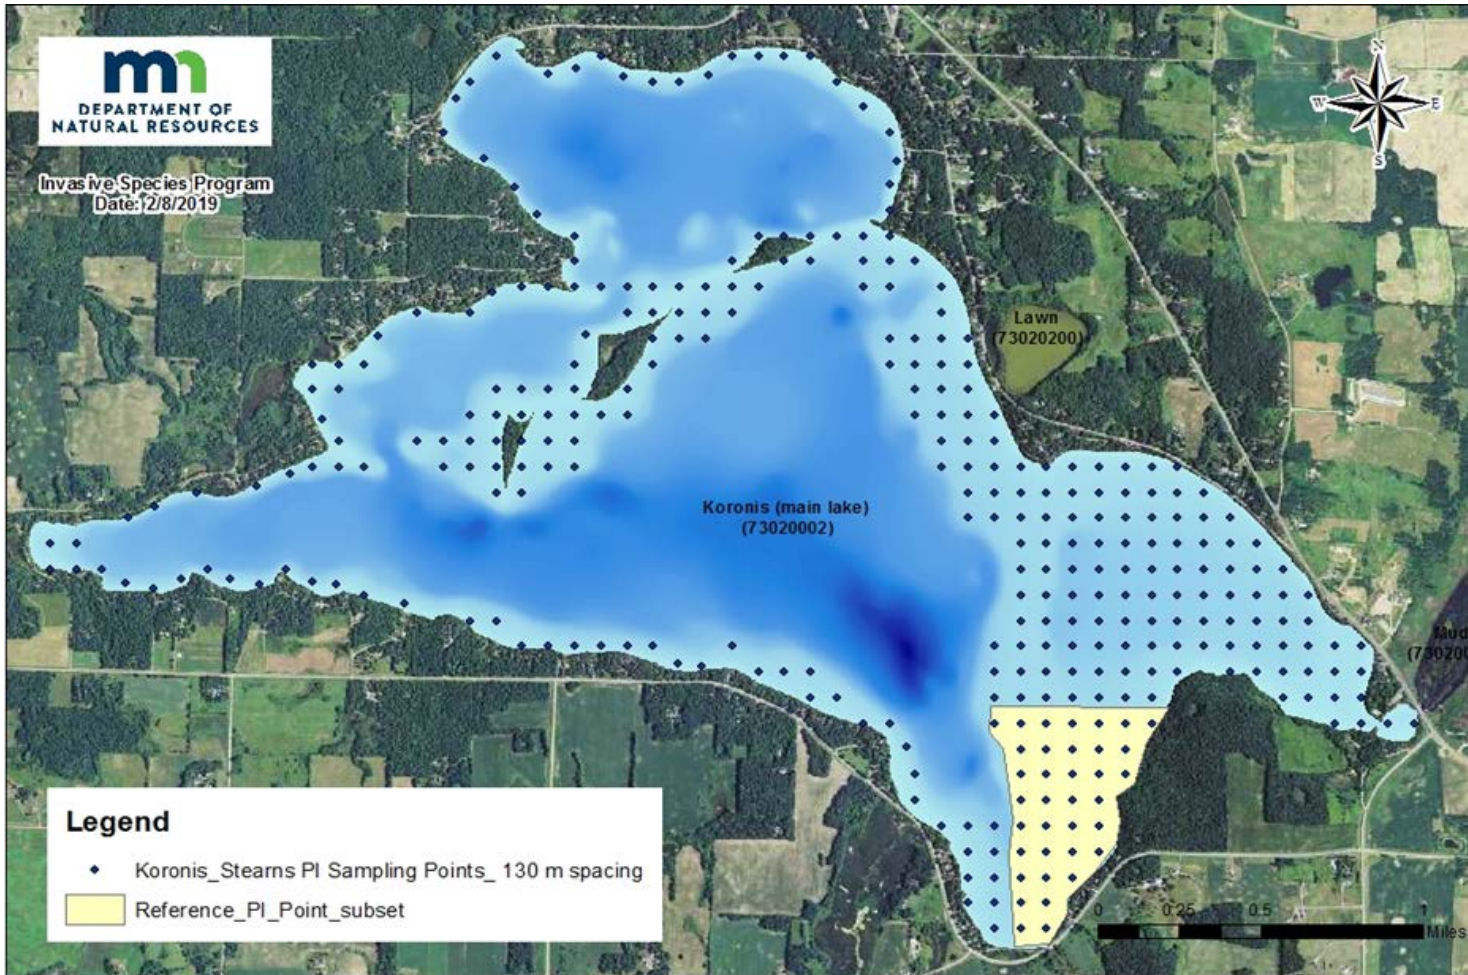 mn
DEPARTMENT OF
NATURAL RESOURCES
Invasive Species Program
Date: 2/8/2019
N
W
E
S
Lawn
(73020200)
Koronis (main lake)
(73020002)
Mud
Legend
Koronis_Stearns PI Sampling Points_ 130 m spacing
Reference_PI_Point_subset
0 0.25 0.5 1
Miles